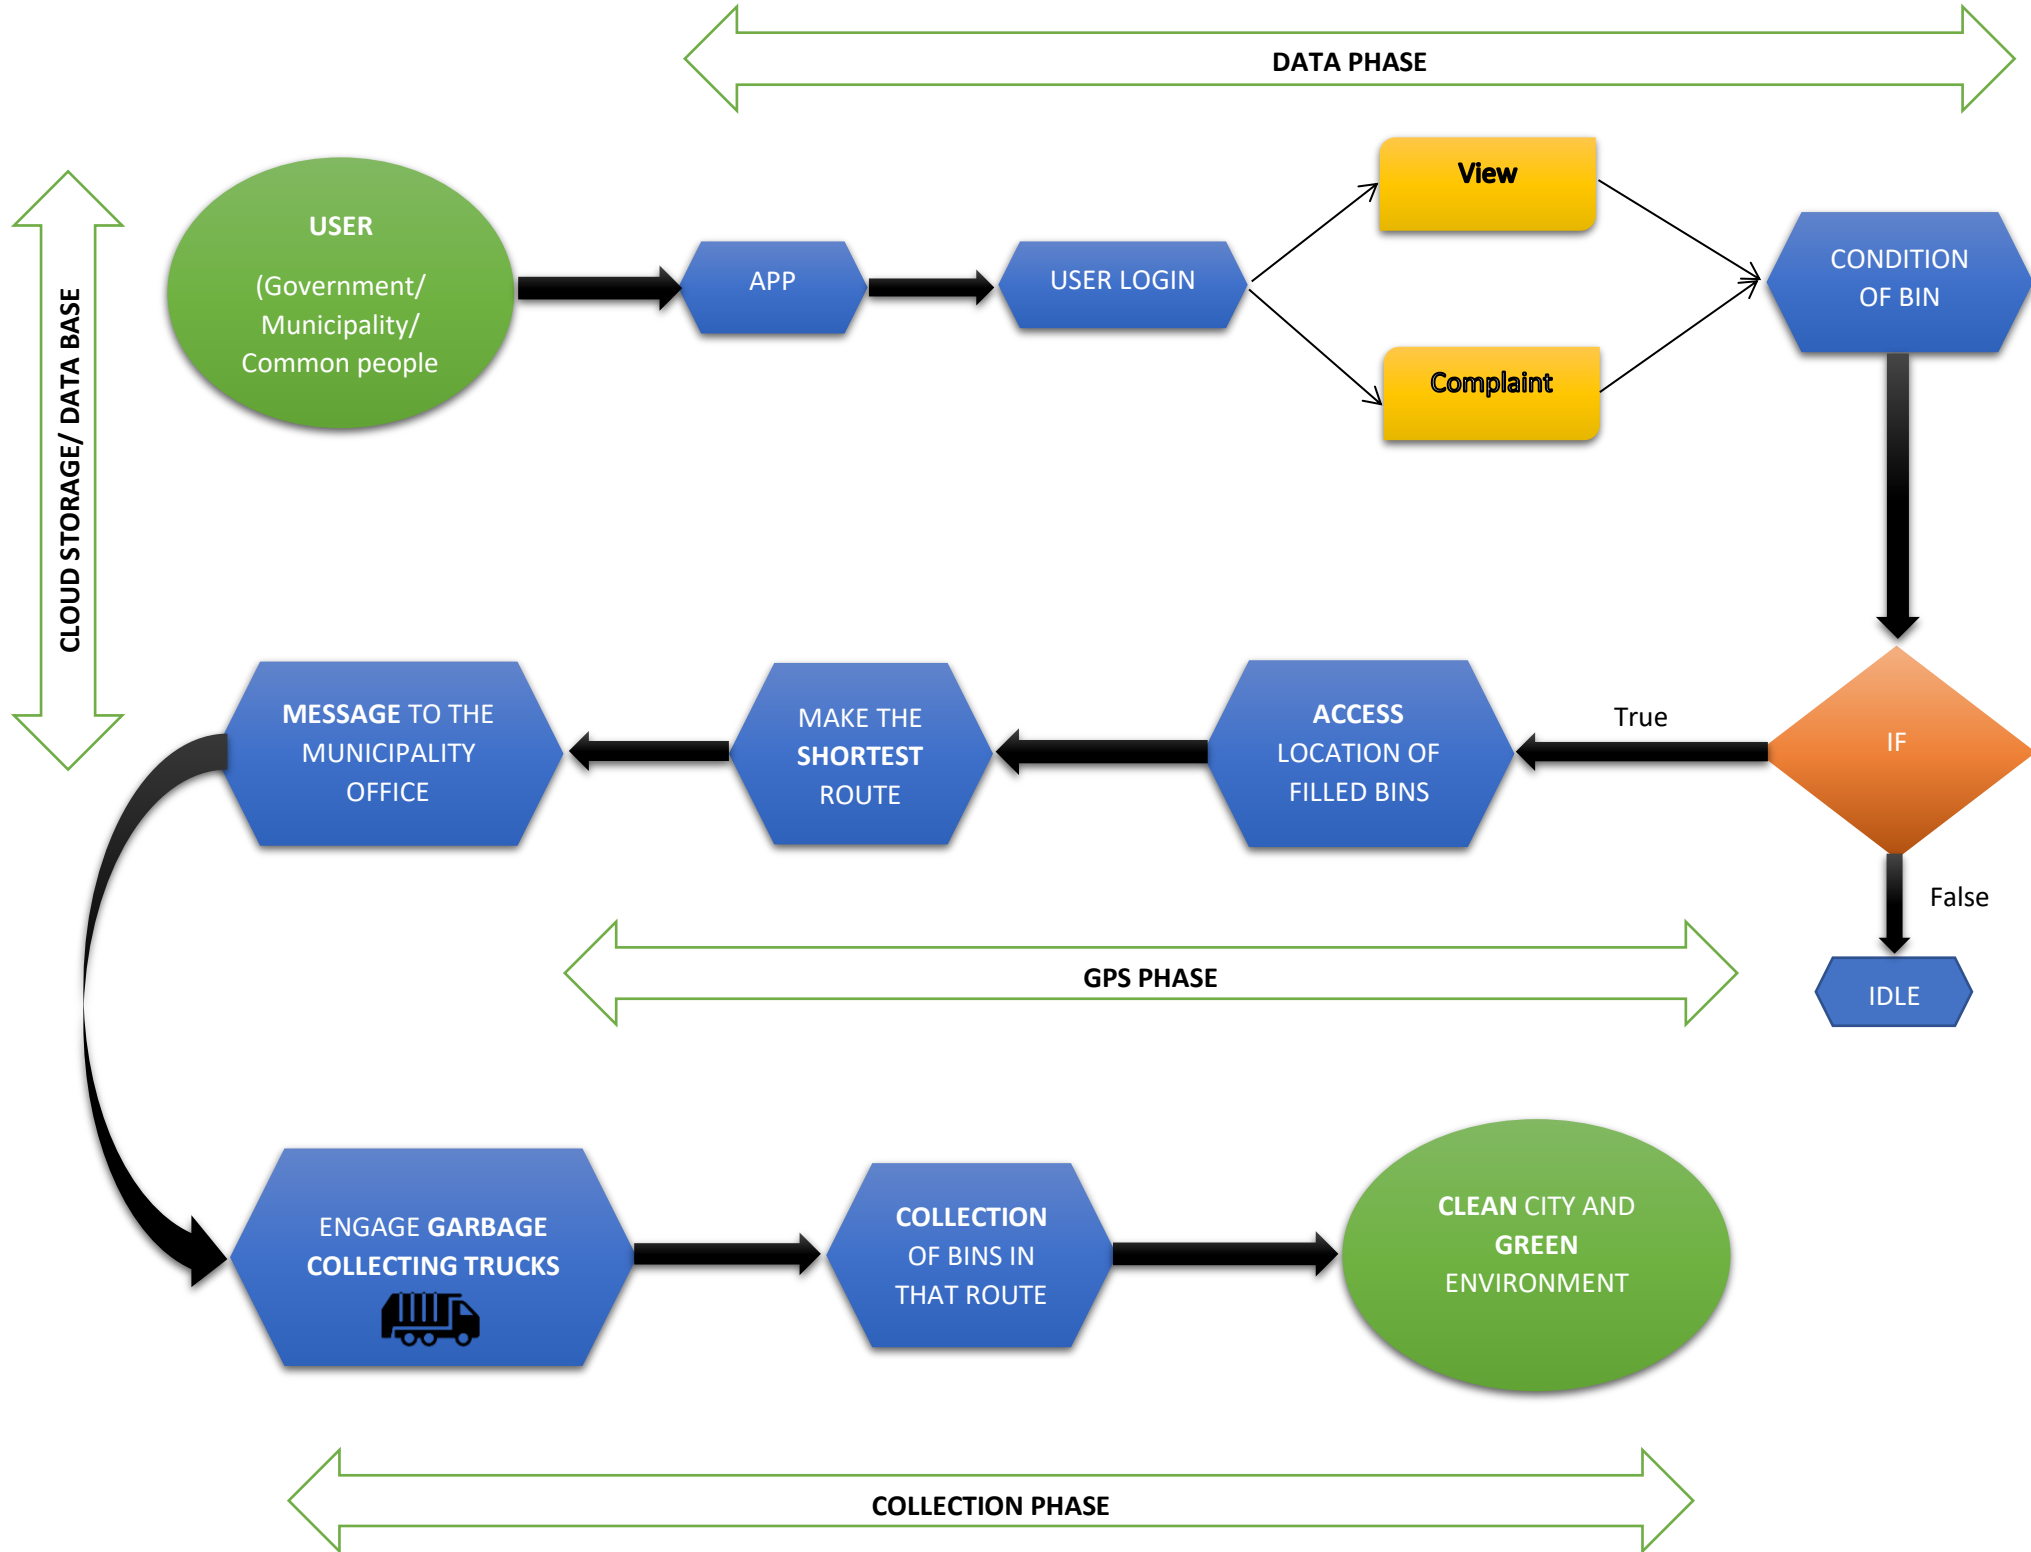 DATA PHASE
CLOUD STORAGE/ DATA BASE
USER
(Government/
Municipality/
Common people
APP
USER LOGIN
View
Complaint
CONDITION
OF BIN
IF
True
False
IDLE
ACCESS
LOCATION OF
FILLED BINS
MAKE THE
SHORTEST
ROUTE
MESSAGE TO THE
MUNICIPALITY
OFFICE
GPS PHASE
ENGAGE GARBAGE
COLLECTING TRUCKS
COLLECTION
OF BINS IN
THAT ROUTE
CLEAN CITY AND
GREEN
ENVIRONMENT
COLLECTION PHASE